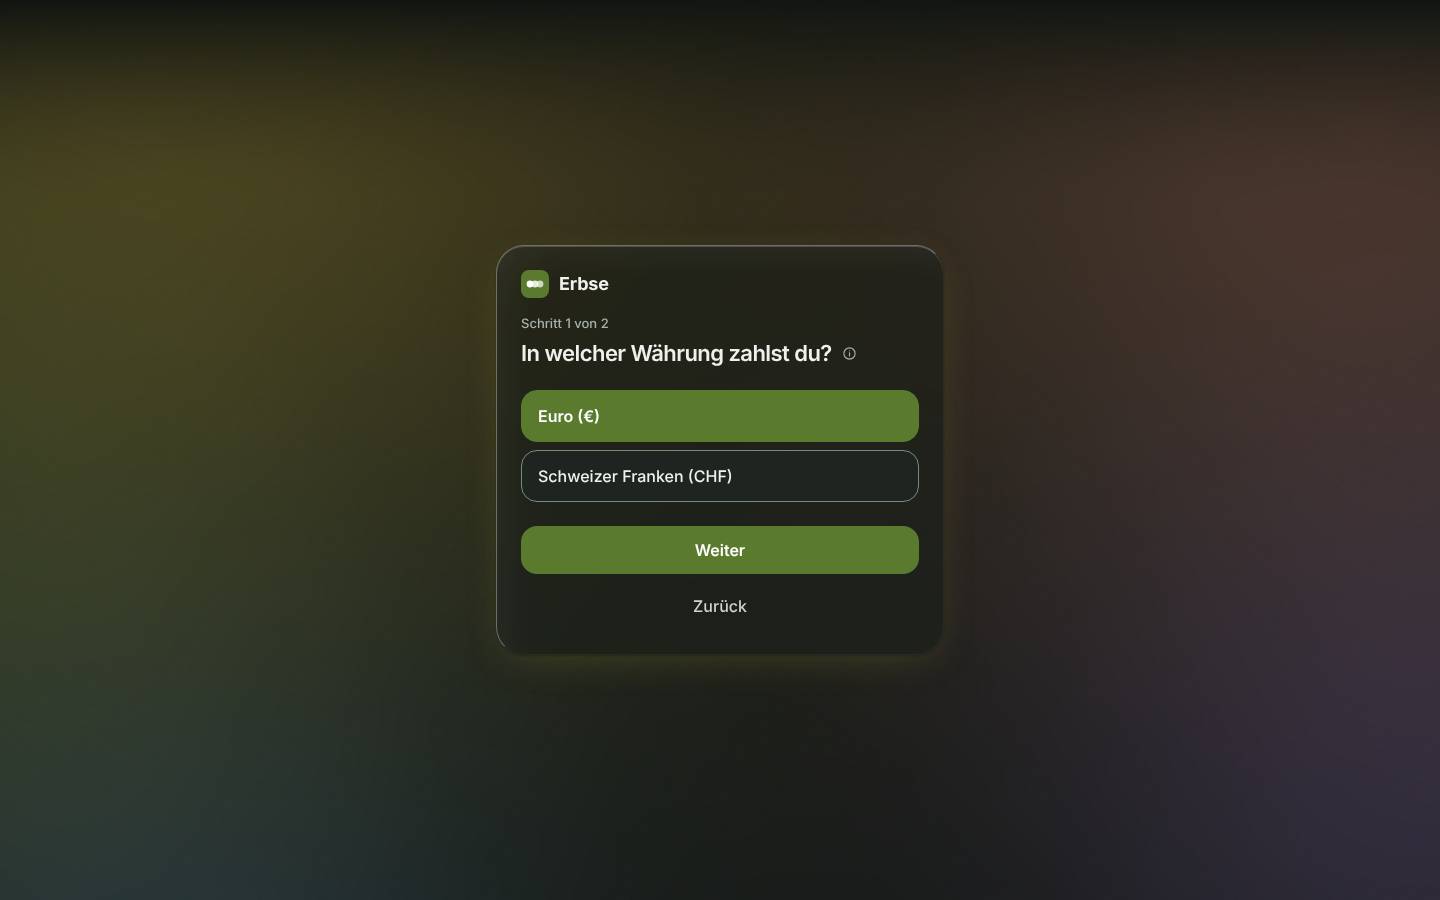 Erbse
Schritt 1 von 2
In welcher Währung zahlst du?
Euro (€)
Schweizer Franken (CHF)
Weiter
Zurück